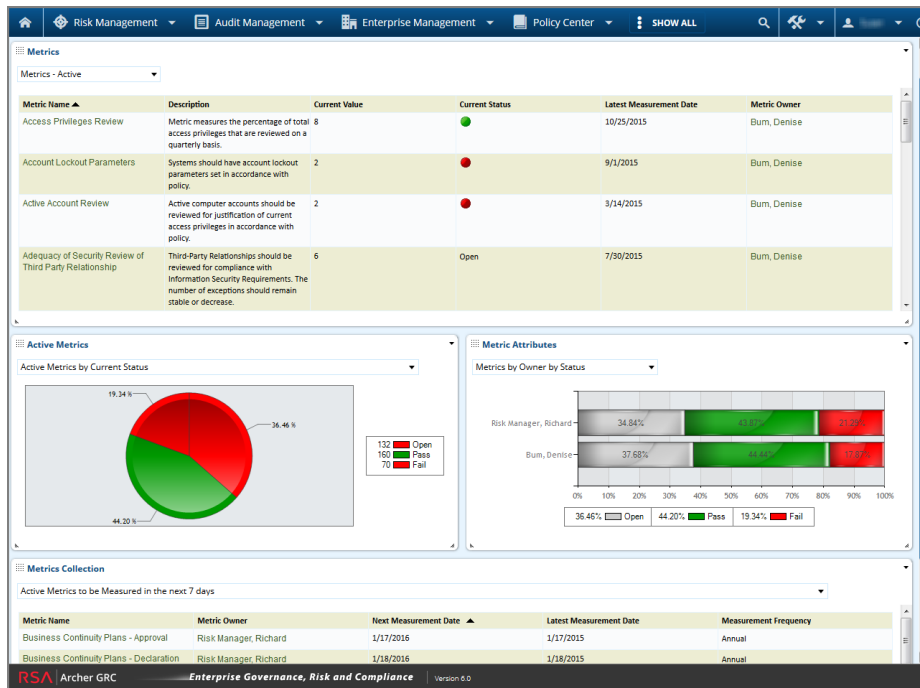 Risk Management Audit Management Enterprise Management Policy Center SHOW ALL
Metrics
Metrics - Active
Metric Name Description Current Value Current Status Latest Measurement Date Metric Owner
Access Privileges Review Metric measures the percentage of total 8 10/25/2015 Bum, Denise
access privileges that are reviewed on a
quarterly basis.
Account Lockout Parameters Systems should have account lockout 2 9/1/2015 Bum, Denise
parameters set in accordance with
policy.
Active Account Review Active computer accounts should be 2 3/14/2015 Bum, Denise
reviewed for justification of current
access privileges in accordance with
policy.
Adequacy of Security Review of Third-Party Relationships should be 6 Open 7/30/2015 Bum, Denise
Third Party Relationship reviewed for compliance with
Information Security Requirements. The
number of exceptions should remain
stable or decrease.
Active Metrics
Active Metrics by Current Status
19.34 %
36.46 %
44.20 %
132 Open
160 Pass
70 Fail
Metric Attributes
Metrics by Owner by Status
Risk Manager, Richard 34.84% 43.87% 21.29%
Bum, Denise 37.68% 44.44% 17.87%
0% 10% 20% 30% 40% 50% 60% 70% 80% 90% 100%
36.46% Open 44.20% Pass 19.34% Fail
Metrics Collection
Active Metrics to be Measured in the next 7 days
Metric Name Metric Owner Next Measurement Date Latest Measurement Date Measurement Frequency
Business Continuity Plans - Approval Risk Manager, Richard 1/17/2016 1/17/2015 Annual
Business Continuity Plans - Declaration Risk Manager, Richard 1/18/2016 1/18/2015 Annual
RSA Archer GRC Enterprise Governance, Risk and Compliance Version 6.0